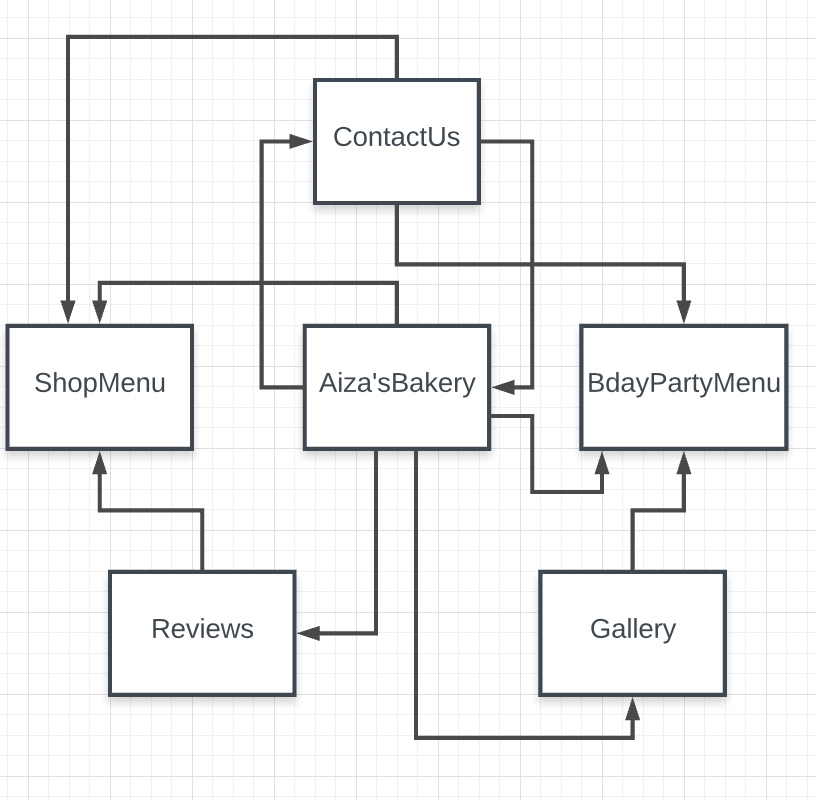 ContactUs
ShopMenu
Aiza'sBakery
BdayPartyMenu
Reviews
Gallery